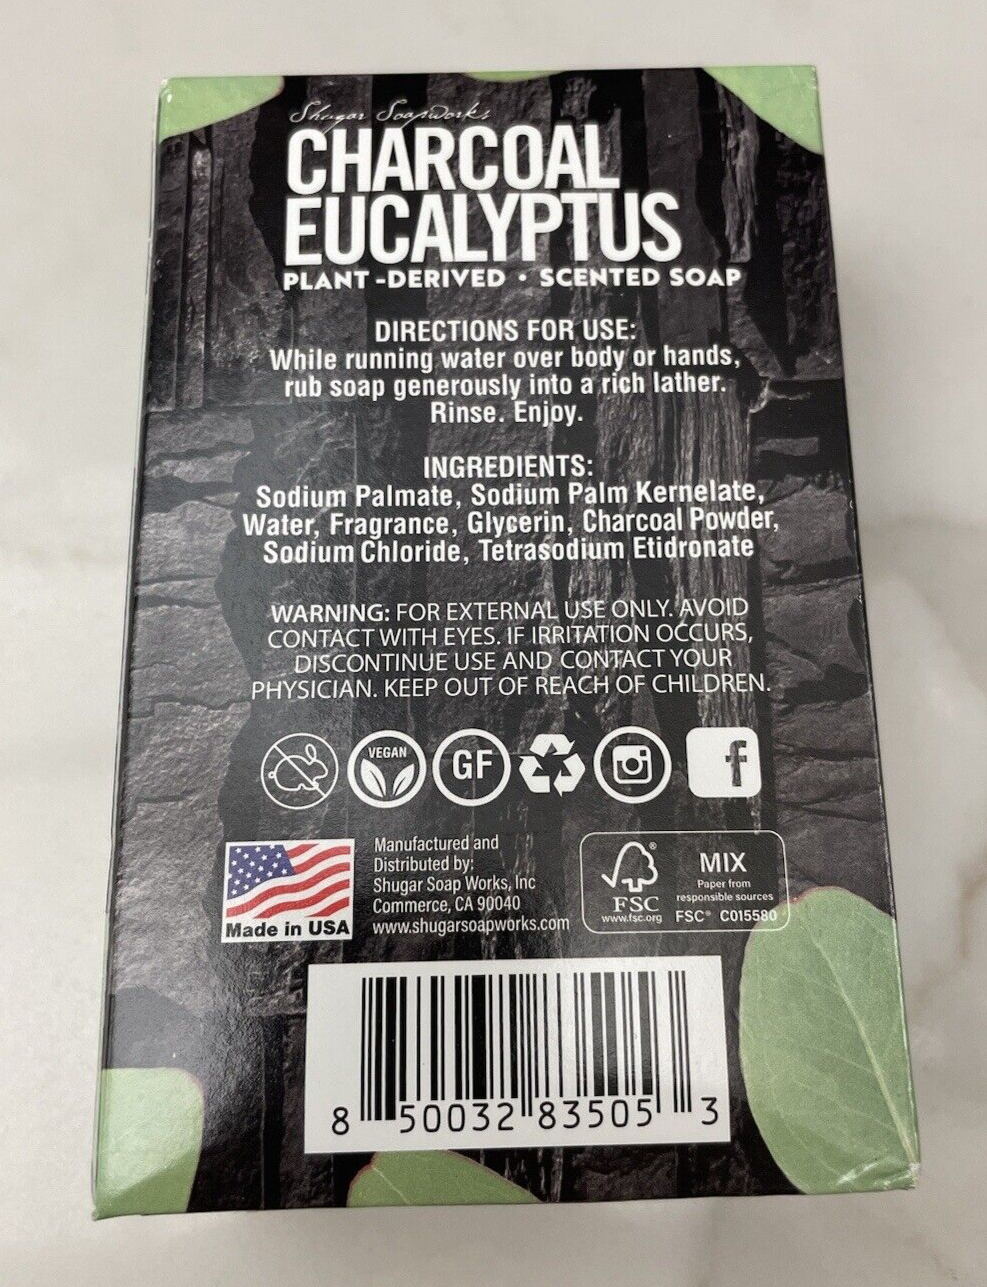 Shugar Soapworks
CHARCOAL
EUCALYPTUS
PLANT-DERIVED • SCENTED SOAP
DIRECTIONS FOR USE:
While running water over body or hands,
rub soap generously into a rich lather.
Rinse. Enjoy.
INGREDIENTS:
Sodium Palmate, Sodium Palm Kernelate,
Water, Fragrance, Glycerin, Charcoal Powder,
Sodium Chloride, Tetrasodium Etidronate
WARNING: FOR EXTERNAL USE ONLY. AVOID
CONTACT WITH EYES. IF IRRITATION OCCURS,
DISCONTINUE USE AND CONTACT YOUR
PHYSICIAN. KEEP OUT OF REACH OF CHILDREN.
VEGAN
GF
f
Made in USA
Manufactured and
Distributed by:
Shugar Soap Works, Inc
Commerce, CA 90040
www.shugarsoapworks.com
FSC®
www.fsc.org
MIX
Paper from
responsible sources
FSC® C015580
8 50032 83505 3